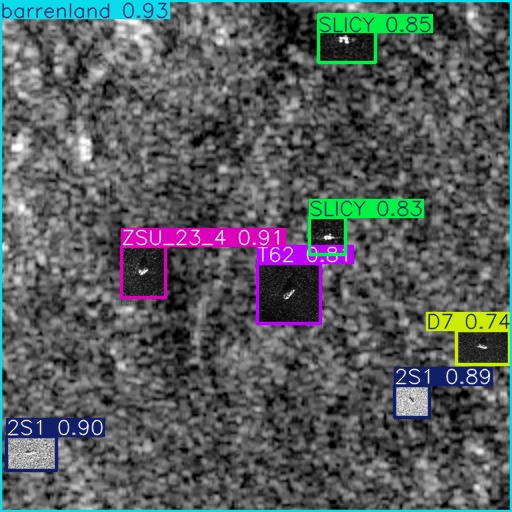 barrenland 0.93
SLICY 0.85
SLICY 0.83
ZSU_23_4 0.91
T62 0.81
D7 0.74
2S1 0.89
2S1 0.90